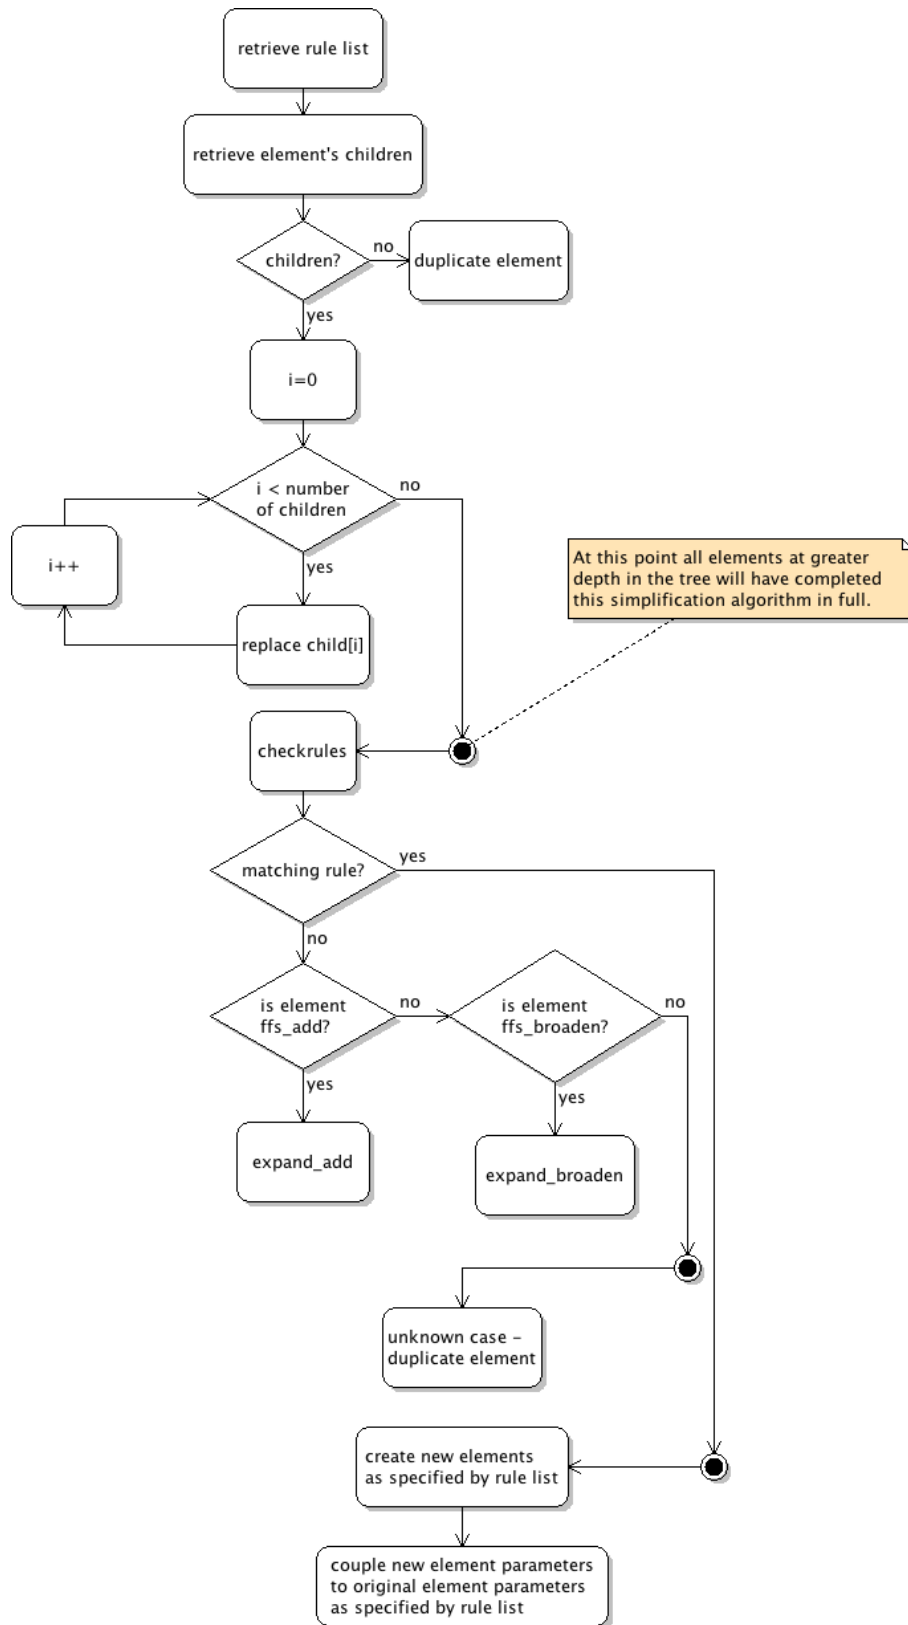 retrieve rule list
retrieve element's children
children?
no
duplicate element
yes
i=0
i < number
of children
no
yes
i++
replace child[i]
At this point all elements at greater
depth in the tree will have completed
this simplification algorithm in full.
checkrules
matching rule?
yes
no
is element
ffs_add?
no
is element
ffs_broaden?
no
yes
yes
expand_add
expand_broaden
unknown case -
duplicate element
create new elements
as specified by rule list
couple new element parameters
to original element parameters
as specified by rule list